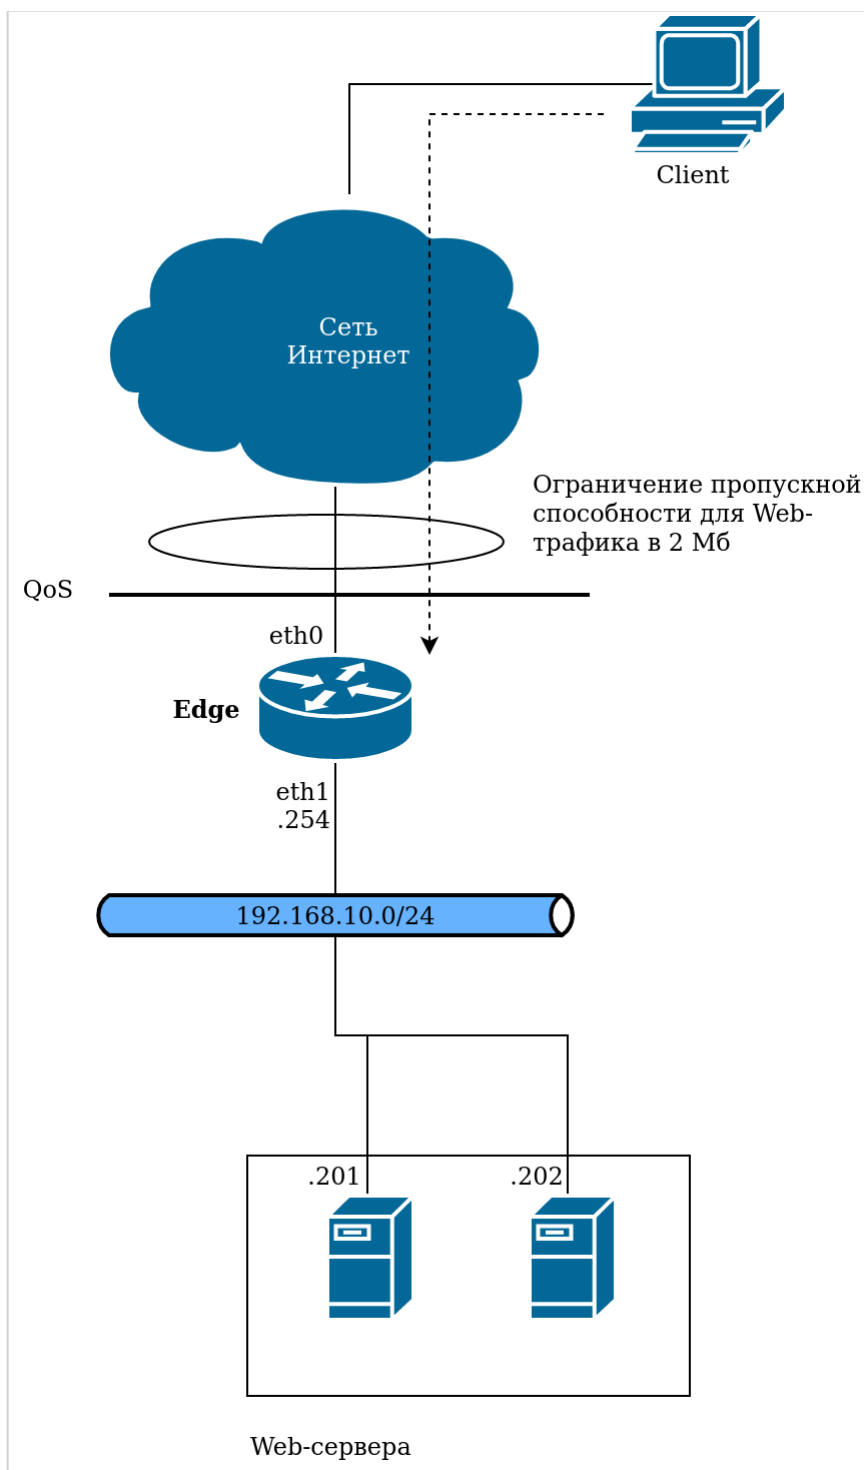 Client
Сеть
Интернет
Ограничение пропускной
способности для Web-
трафика в 2 Мб
QoS
eth0
Edge
eth1
.254
192.168.10.0/24
.201
.202
Web-сервера